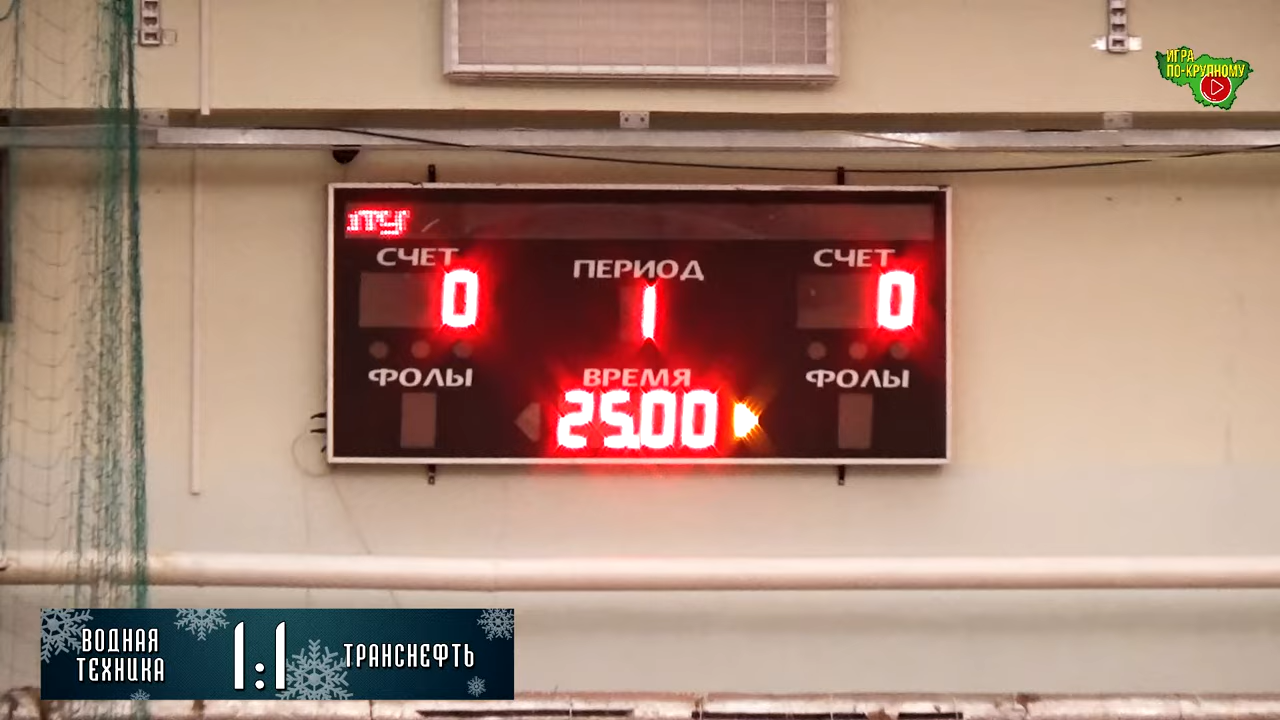 ИГРА
ПО-КРУПНОМУ
СЧЕТ ПЕРИОД СЧЕТ
0 1 0
ФОЛЫ ВРЕМЯ ФОЛЫ
25.00
ВОДНАЯ
ТЕХНИКА
1:1
ТРАНСНЕФТЬ